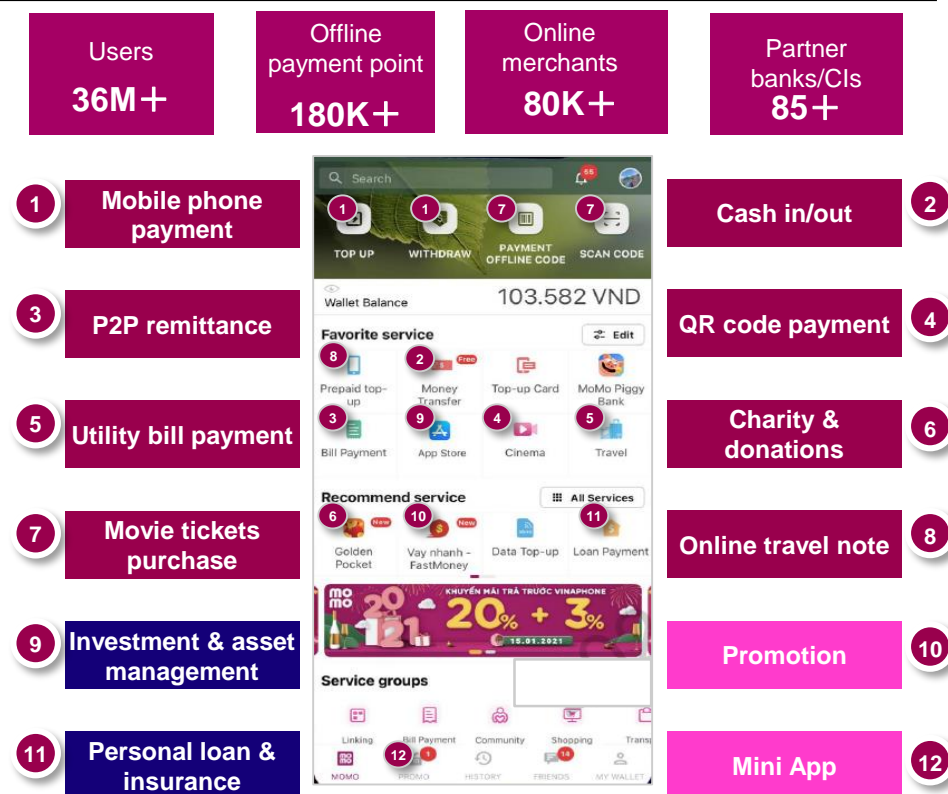 Users
36M＋
Offline
payment point
180K＋
Online
merchants
80K＋
Partner
banks/CIs
85＋
1
Mobile phone
payment
Cash in/out
2
3
P2P remittance
QR code payment
4
5
Utility bill payment
Charity &
donations
6
7
Movie tickets
purchase
Online travel note
8
9
Investment & asset
management
Promotion
10
11
Personal loan &
insurance
Mini App
12
Search
55
1
1
7
7
TOP UP
WITHDRAW
PAYMENT
OFFLINE CODE
SCAN CODE
Wallet Balance
103.582 VND
Favorite service
Edit
8
2
Free
Prepaid top-
up
Money
Transfer
Top-up Card
MoMo Piggy
Bank
3
9
4
5
Bill Payment
App Store
Cinema
Travel
Recommend service
All Services
6
New
10
New
11
Golden
Pocket
Vay nhanh -
FastMoney
Data Top-up
Loan Payment
mo
mo
2021
KHUYẾN MÃI TRẢ TRƯỚC VINAPHONE
20% + 3%
15.01.2021
Service groups
Linking
Bill Payment
Community
Shopping
Trans
mo
mo
12
1
14
MOMO
PROMO
HISTORY
FRIENDS
MY WALLET